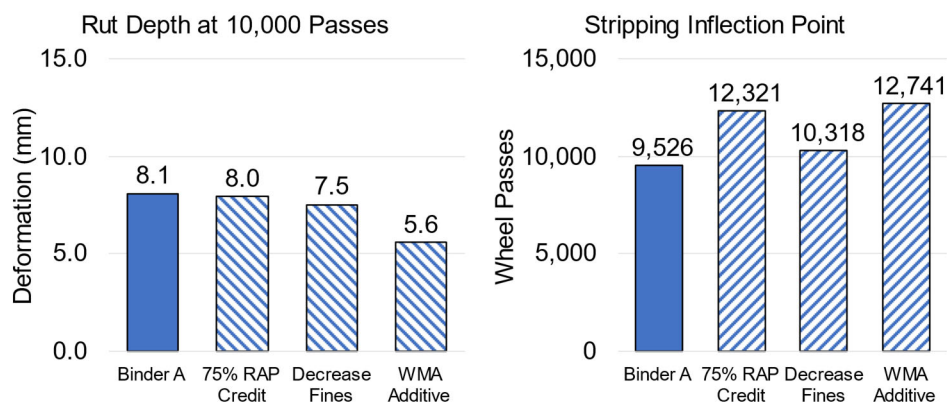 Rut Depth at 10,000 Passes
Deformation (mm)
15.0
10.0
5.0
0.0
8.1
8.0
7.5
5.6
Binder A
75% RAP
Credit
Decrease
Fines
WMA
Additive
Stripping Inflection Point
Wheel Passes
15,000
10,000
5,000
0
9,526
12,321
10,318
12,741
Binder A
75% RAP
Credit
Decrease
Fines
WMA
Additive